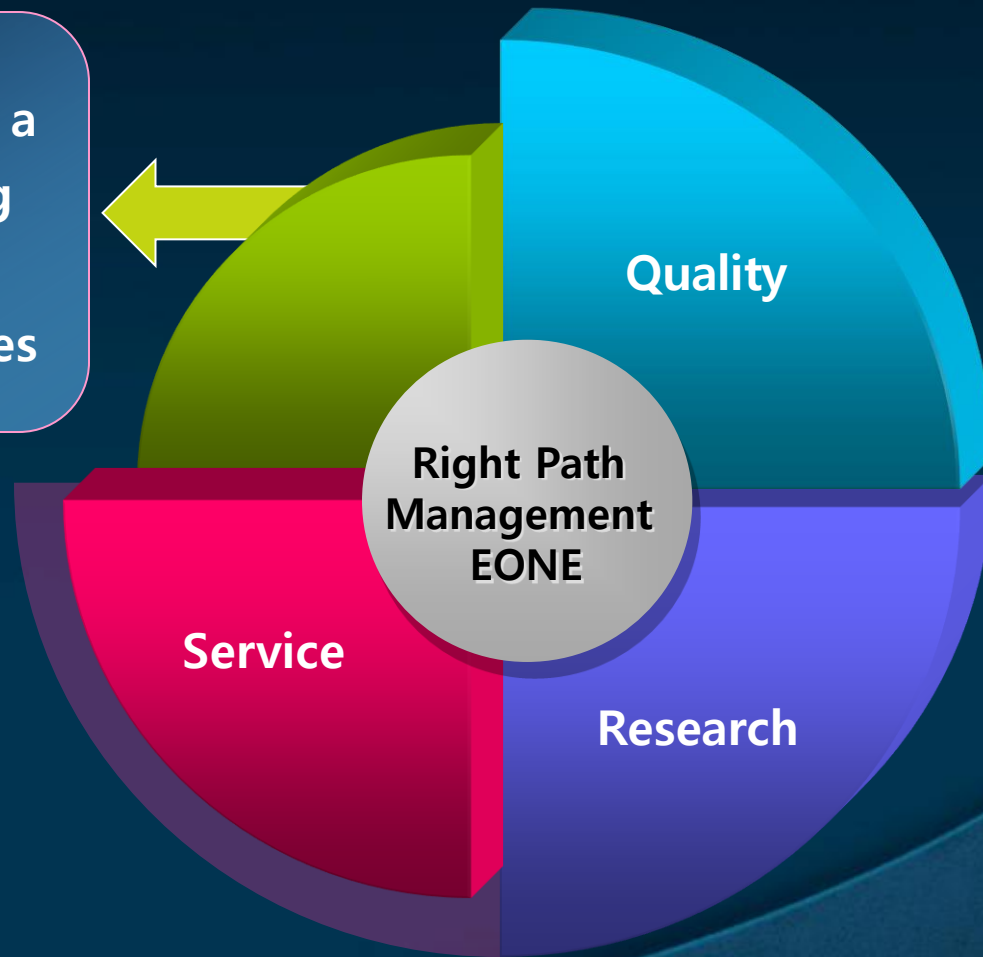 a
Quality
Right Path
Management
EONE
Service
Research